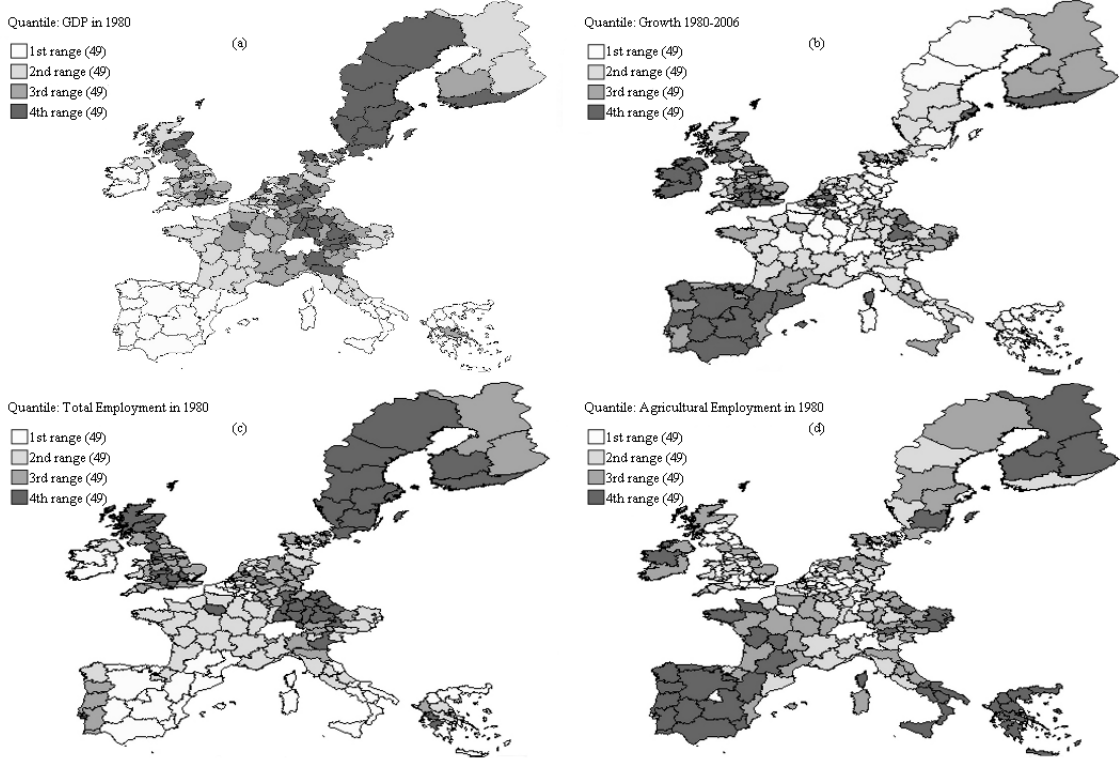 Quantile: GDP in 1980
(a)
1st range (49)
2nd range (49)
3rd range (49)
4th range (49)
Quantile: Growth 1980-2006
(b)
1st range (49)
2nd range (49)
3rd range (49)
4th range (49)
Quantile: Total Employment in 1980
(c)
1st range (49)
2nd range (49)
3rd range (49)
4th range (49)
Quantile: Agricultural Employment in 1980
(d)
1st range (49)
2nd range (49)
3rd range (49)
4th range (49)